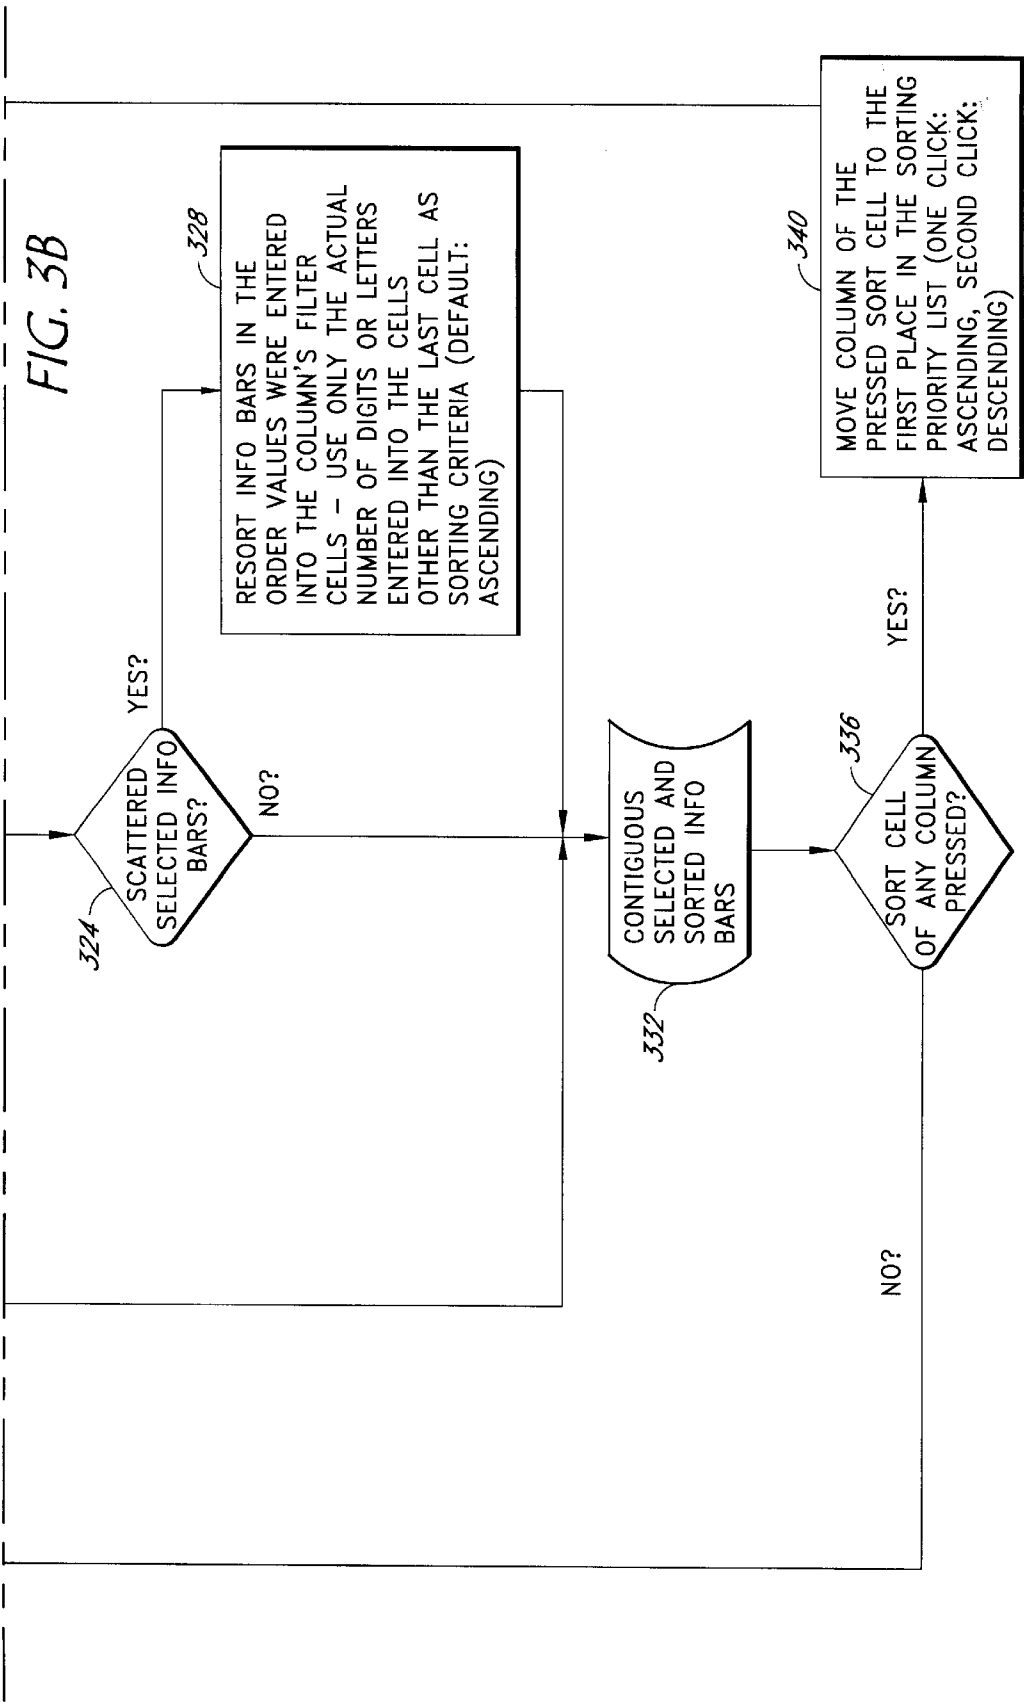 FIG. 3B
324
SCATTERED
SELECTED INFO
BARS?
YES?
NO?
328
RESORT INFO BARS IN THE
ORDER VALUES WERE ENTERED
INTO THE COLUMN'S FILTER
CELLS – USE ONLY THE ACTUAL
NUMBER OF DIGITS OR LETTERS
ENTERED INTO THE CELLS
OTHER THAN THE LAST CELL AS
SORTING CRITERIA (DEFAULT:
ASCENDING)
332
CONTIGUOUS
SELECTED AND
SORTED INFO
BARS
336
SORT CELL
OF ANY COLUMN
PRESSED?
NO?
YES?
340
MOVE COLUMN OF THE
PRESSED SORT CELL TO THE
FIRST PLACE IN THE SORTING
PRIORITY LIST (ONE CLICK:
ASCENDING, SECOND CLICK:
DESCENDING)